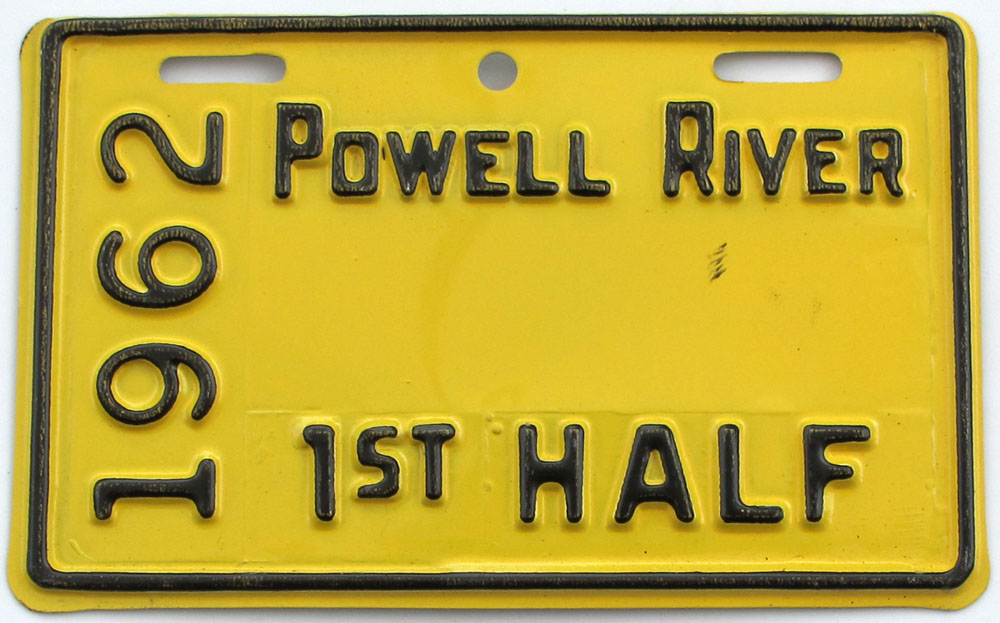 1962
POWELL RIVER
1ST HALF